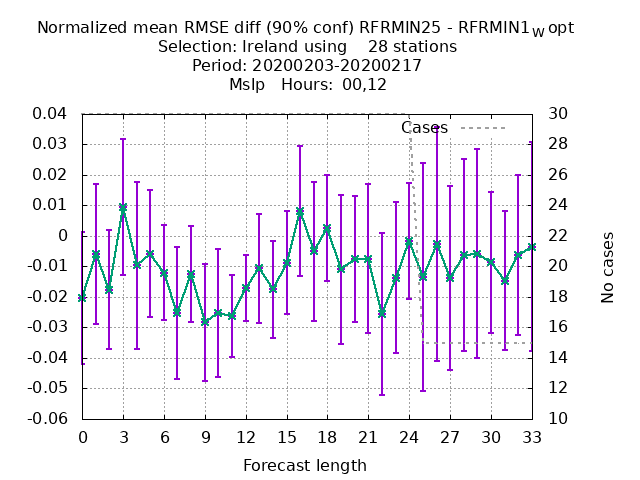 Normalized mean RMSE diff (90% conf) RFRMIN25 - RFRMIN1w opt
Selection: Ireland using 28 stations
Period: 20200203-20200217
Mslp Hours: 00,12
Cases
0.04
0.03
0.02
0.01
0
-0.01
-0.02
-0.03
-0.04
-0.05
-0.06
30
28
26
24
22
20
18
16
14
12
10
No cases
0 3 6 9 12 15 18 21 24 27 30 33
Forecast length